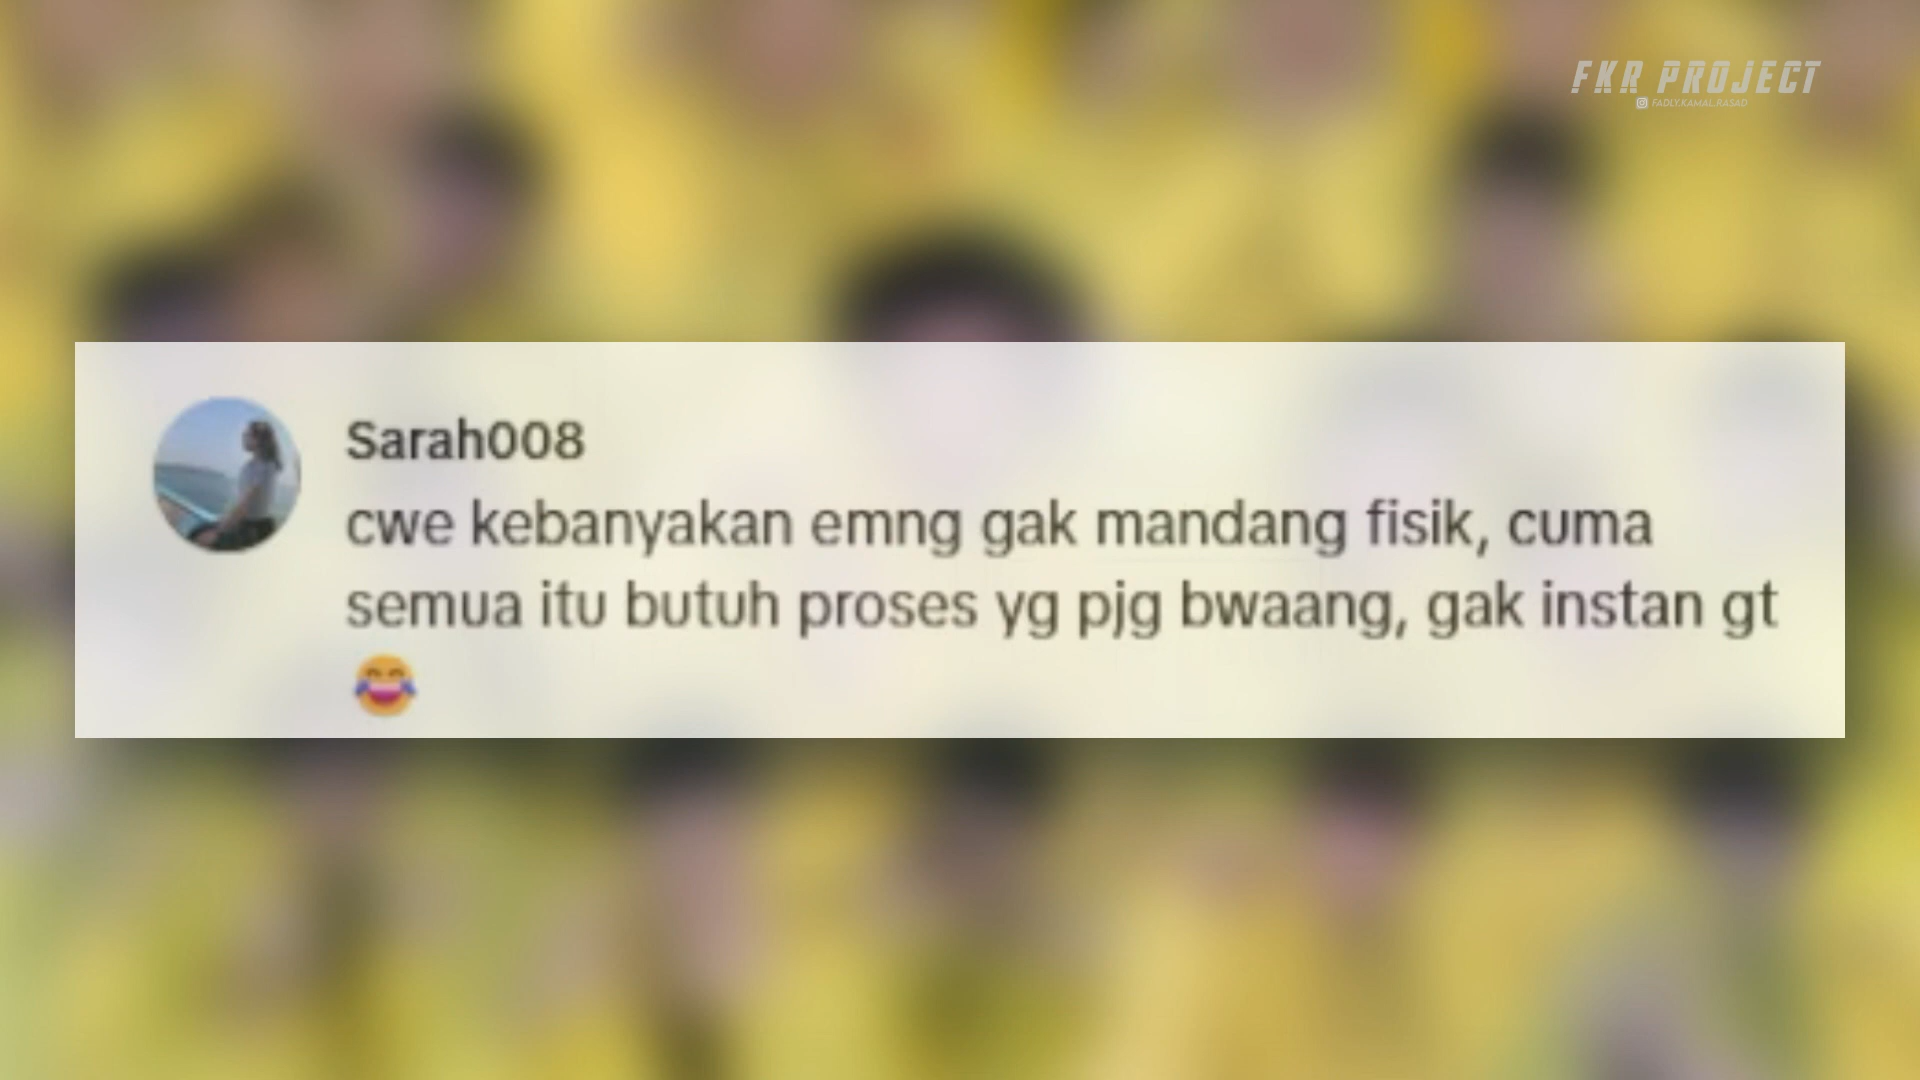 FKR PROJECT
FADLY.KAMAL.RASAD
Sarah008
cwe kebanyakan emng gak mandang fisik, cuma
semua itu butuh proses yg pjg bwaang, gak instan gt
😂